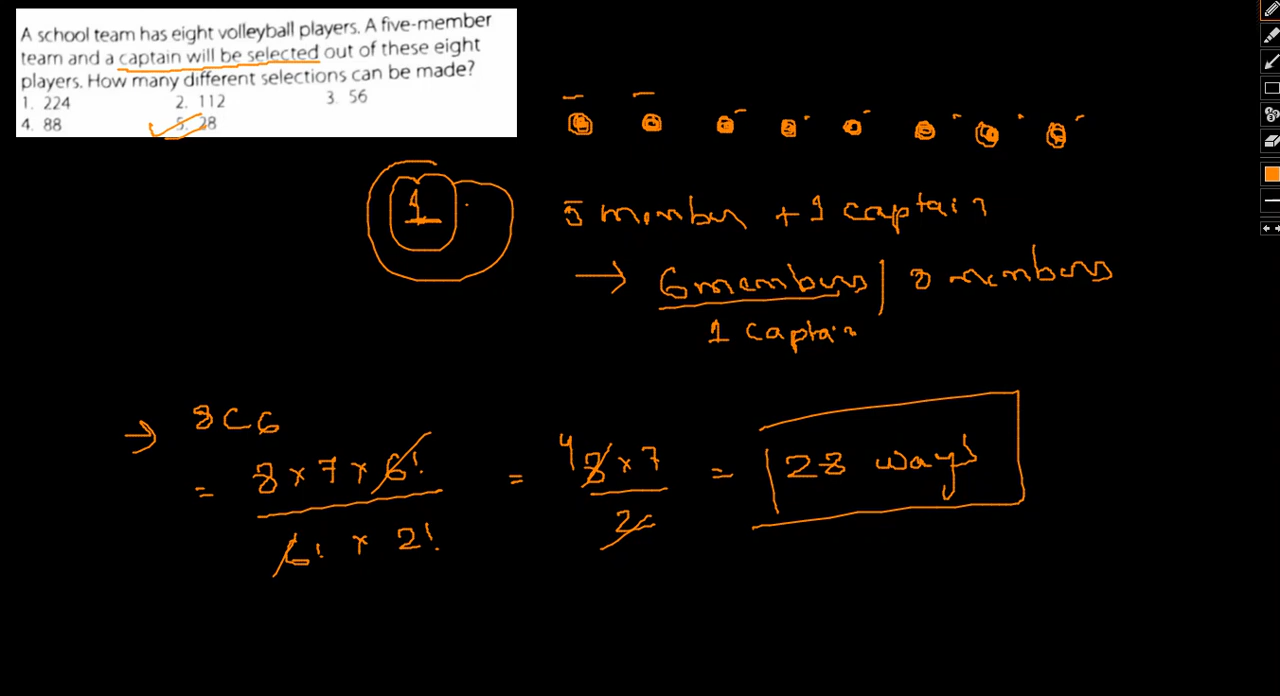 A school team has eight volleyball players. A five-member
team and a captain will be selected out of these eight
players. How many different selections can be made?
1. 224 2. 112 3. 56
4. 88 5. 28
1
5 member + 1 captain
→ 6 members | 8 members
1 captain
→ 8C6
= 8 × 7 × 6! / 6! × 2! = 4 8 × 7 / 2 = 28 ways